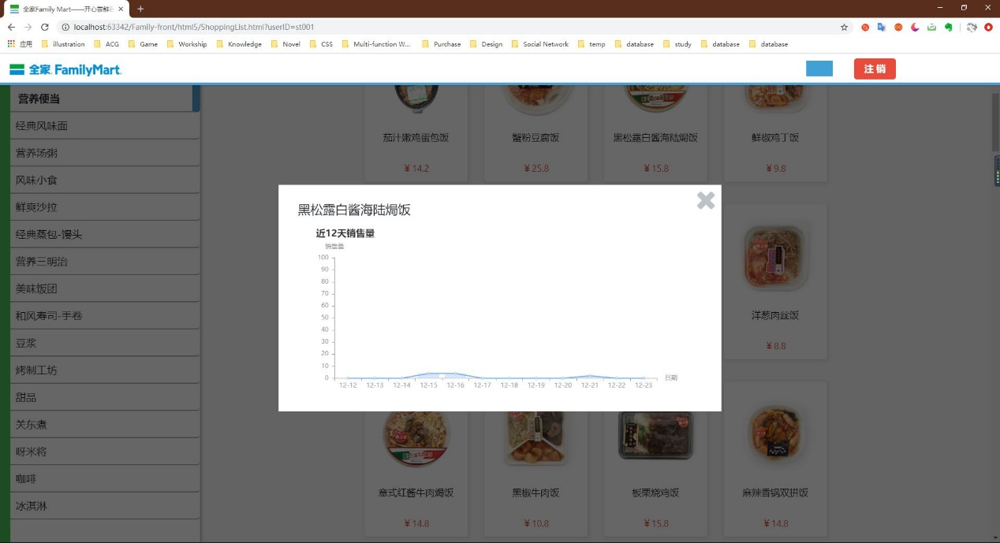 全家Family Mart——开心尝鲜
localhost:63342/Family-front/html5/ShoppingList.html?userID=st001
应用 illustration ACG Game Workship Knowledge Novel CSS Multi-function W... Purchase Design Social Network temp database study database database
全家 FamilyMart
注 销
营养便当
经典风味面
营养汤粥
风味小食
鲜爽沙拉
经典蒸包-馒头
营养三明治
美味饭团
和风寿司-手卷
豆浆
烤制工坊
甜品
关东煮
呀米将
咖啡
冰淇淋
茄汁嫩鸡蛋包饭 蟹粉豆腐饭 黑松露白酱海陆焗饭 鲜椒鸡丁饭
¥ 14.2 ¥ 25.8 ¥ 15.8 ¥ 9.8
黑松露白酱海陆焗饭
近12天销售量
销售量
100
90
80
70
60
50
40
30
20
10
0
12-12 12-13 12-14 12-15 12-16 12-17 12-18 12-19 12-20 12-21 12-22 12-23
日期
洋葱肉丝饭
¥ 8.8
意式红酱牛肉焗饭 黑椒牛肉饭 板栗烧鸡饭 麻辣香锅双拼饭
¥ 14.8 ¥ 10.8 ¥ 15.8 ¥ 14.8